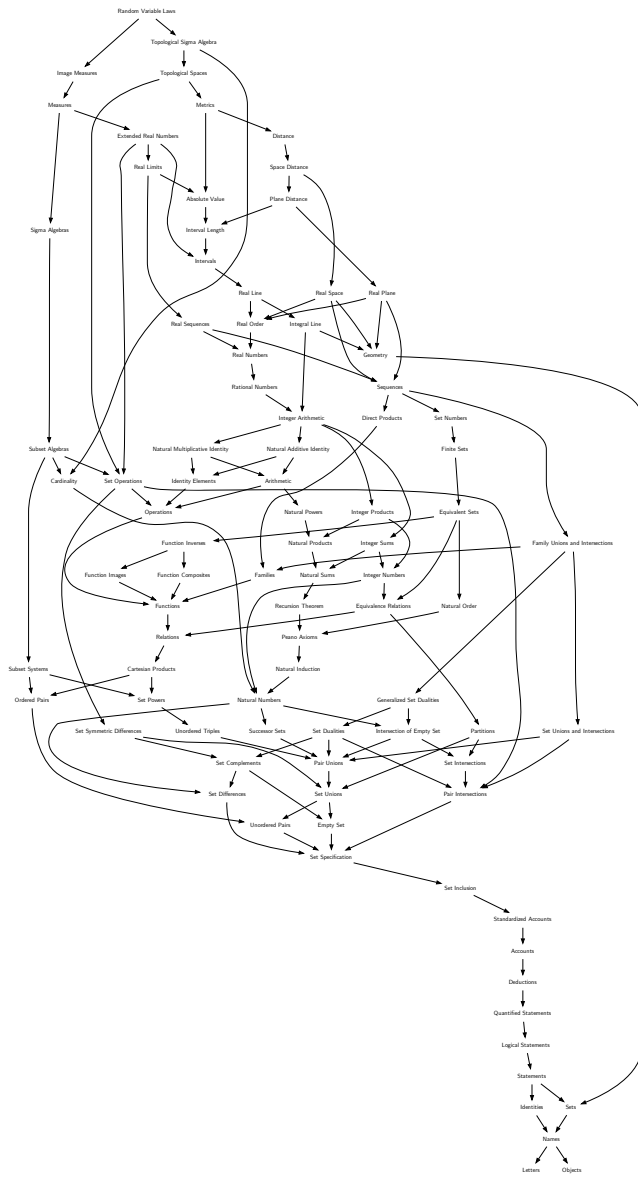 Random Variable Laws
Topological Sigma Algebra
Image Measures Topological Spaces
Measures Metrics
Extended Real Numbers Distance
Real Limits Space Distance
Absolute Value Plane Distance
Sigma Algebras Interval Length
Intervals
Real Line Real Space Real Plane
Real Sequences Real Order Integral Line
Real Numbers Geometry
Rational Numbers Sequences
Integer Arithmetic Direct Products Set Numbers
Subset Algebras Natural Multiplicative Identity Natural Additive Identity Finite Sets
Cardinality Set Operations Identity Elements Arithmetic
Operations Natural Powers Integer Products Equivalent Sets
Function Inverses Natural Products Integer Sums Family Unions and Intersections
Function Images Function Composites Families Natural Sums Integer Numbers
Functions Recursion Theorem Equivalence Relations Natural Order
Relations Peano Axioms
Subset Systems Cartesian Products Natural Induction
Ordered Pairs Set Powers Natural Numbers Generalized Set Dualities
Set Symmetric Differences Unordered Triples Successor Sets Set Dualities Intersection of Empty Set Partitions Set Unions and Intersections
Set Complements Pair Unions Set Intersections
Set Differences Set Unions Pair Intersections
Unordered Pairs Empty Set
Set Specification
Set Inclusion
Standardized Accounts
Accounts
Deductions
Quantified Statements
Logical Statements
Statements
Identities Sets
Names
Letters Objects